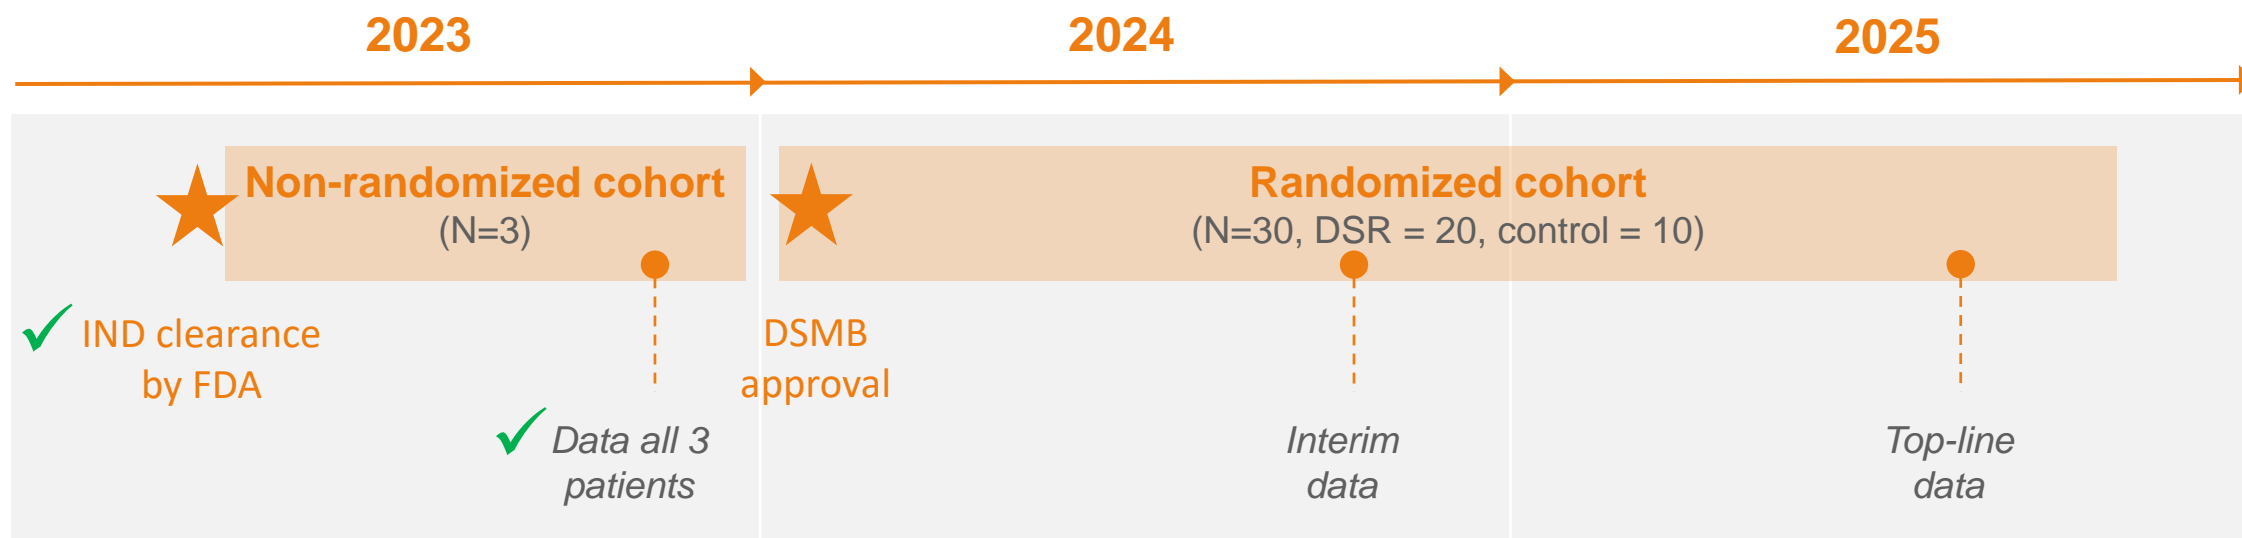 2023
2024
2025
Non-randomized cohort
(N=3)
Randomized cohort
(N=30, DSR = 20, control = 10)
IND clearance
by FDA
DSMB
approval
Data all 3
patients
Interim
data
Top-line
data